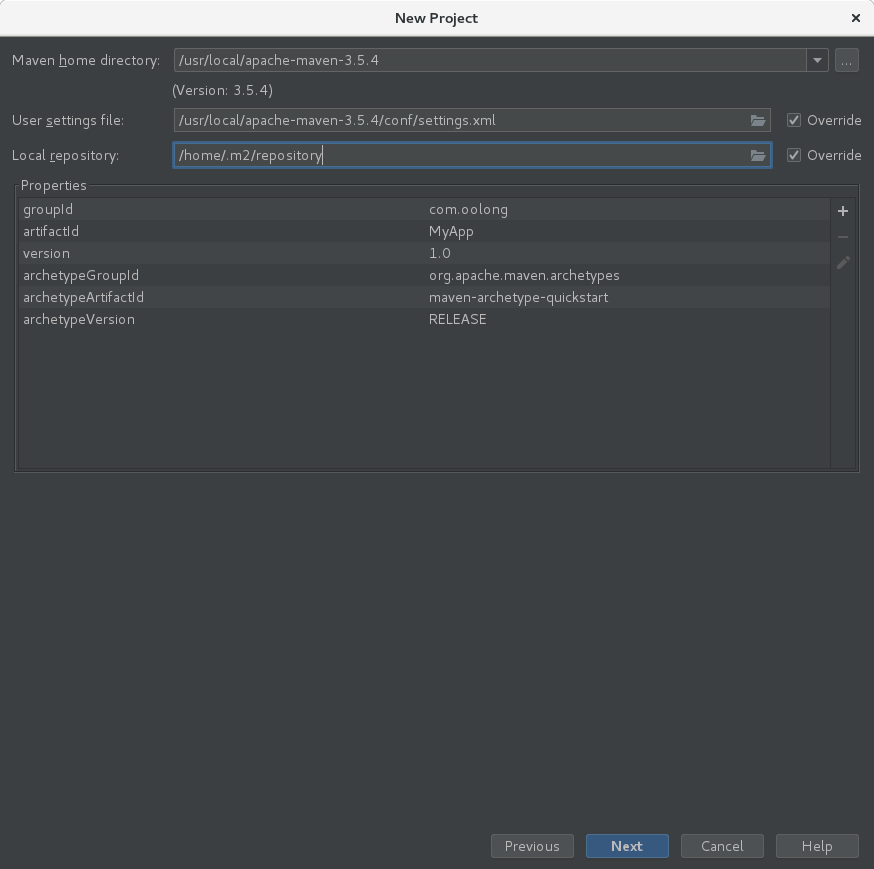 New Project
Maven home directory: /usr/local/apache-maven-3.5.4 ...
(Version: 3.5.4)
User settings file: /usr/local/apache-maven-3.5.4/conf/settings.xml Override
Local repository: /home/.m2/repository Override
Properties
groupId com.oolong
artifactId MyApp
version 1.0
archetypeGroupId org.apache.maven.archetypes
archetypeArtifactId maven-archetype-quickstart
archetypeVersion RELEASE
Previous Next Cancel Help